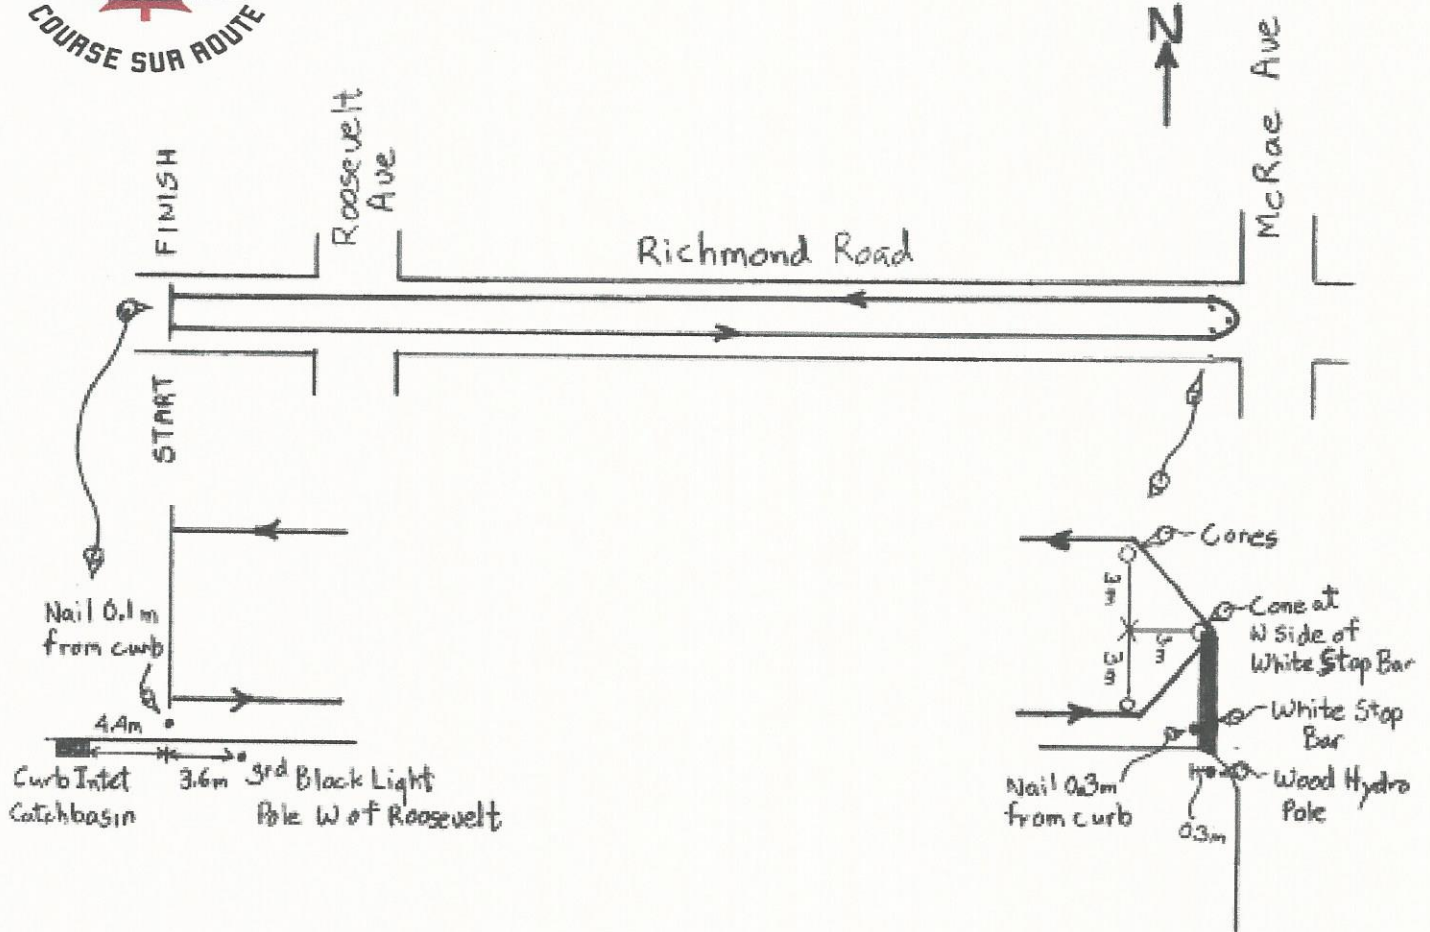 COURSE SUR ROUTE
N
McRae Ave
FINISH
Roosevelt
Ave
Richmond Road
START
Cones
3m
3m
3m
Cone at
W side of
White Stop Bar
White Stop
Bar
Nail 0.1m
from curb
4.4m
3.6m
3rd Black Light
Pole W of Roosevelt
Curb Inlet
Catchbasin
Nail 0.3m
from curb
0.3m
Wood Hydro
Pole